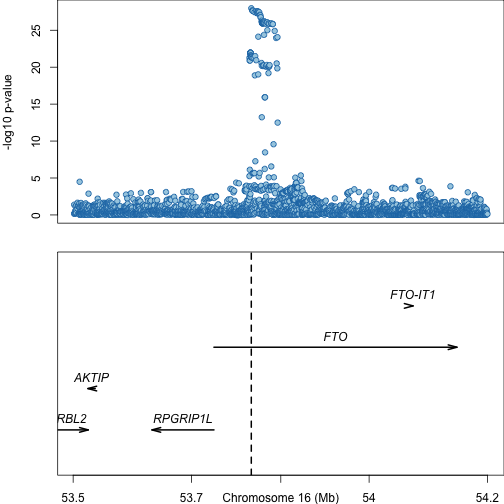 -log10 p-value
25
20
15
10
5
0
FTO-IT1
FTO
AKTIP
RBL2
RPGRIP1L
53.5
53.7
Chromosome 16 (Mb)
54
54.2